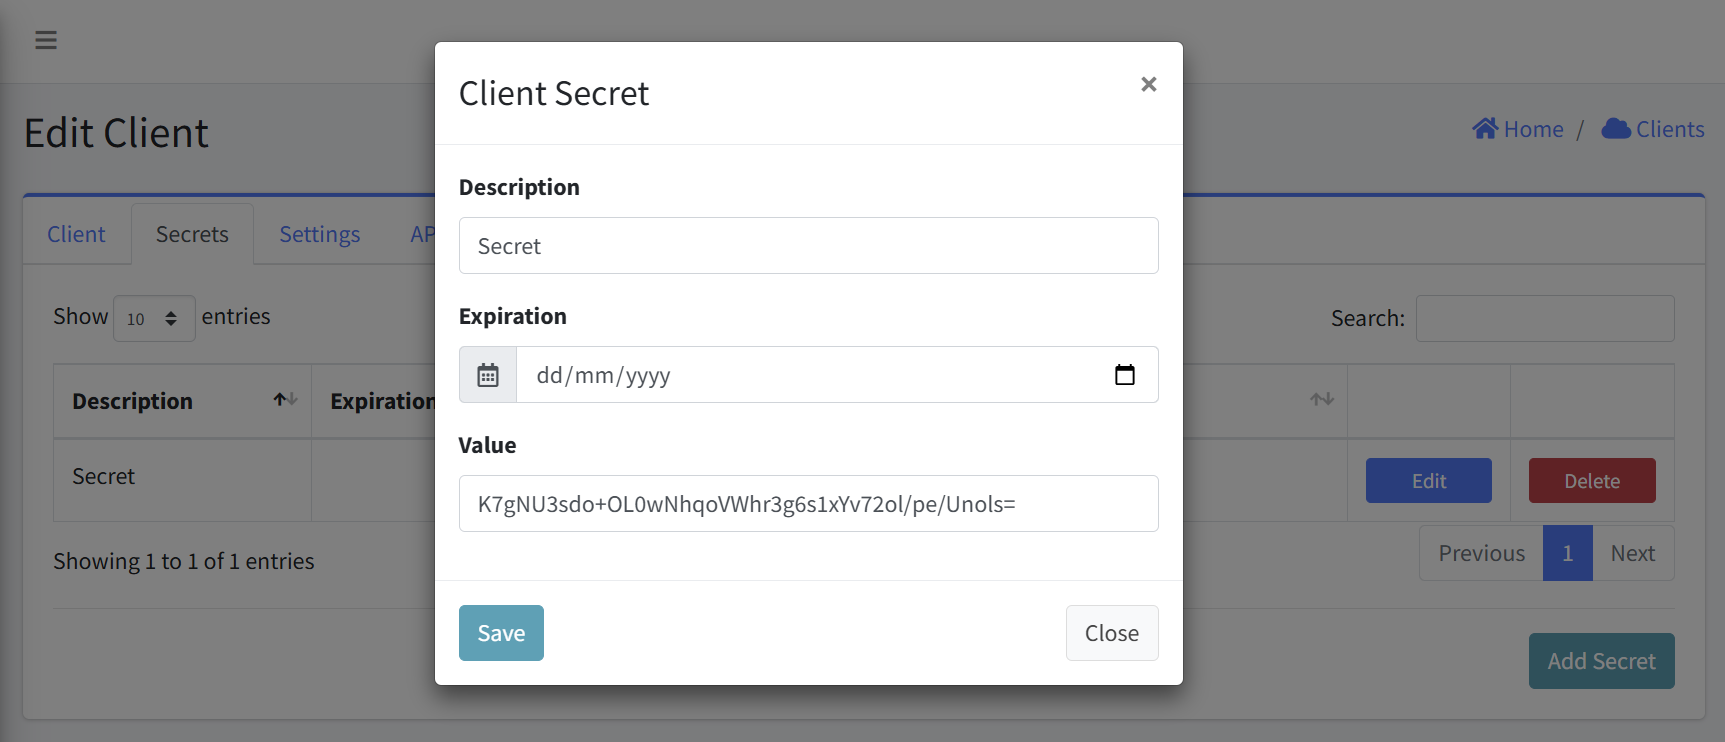 Client Secret
×
Edit Client
Home / Clients
Description
Secret
Expiration
dd/mm/yyyy
Value
K7gNU3sdo+OL0wNhqoVWhr3g6s1xYv72ol/pe/Unols=
Save
Close
Client
Secrets
Settings
AP
Show 10 entries
Search:
Description
Expiration
Secret
Edit
Delete
Showing 1 to 1 of 1 entries
Previous 1 Next
Add Secret